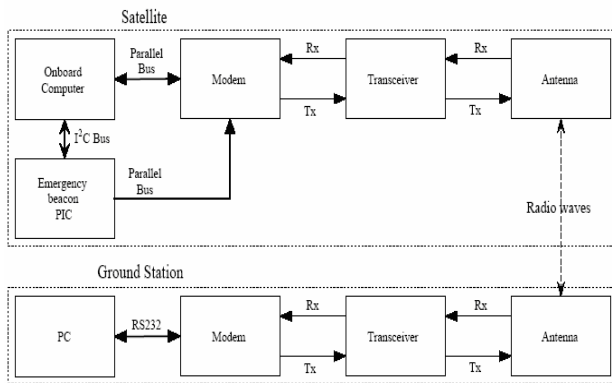 Satellite
Onboard
Computer
Parallel
Bus
Modem
Rx
Tx
Transceiver
Rx
Tx
Antenna
I²C Bus
Emergency
beacon
PIC
Parallel
Bus
Radio waves
Ground Station
PC
RS232
Modem
Rx
Tx
Transceiver
Rx
Tx
Antenna